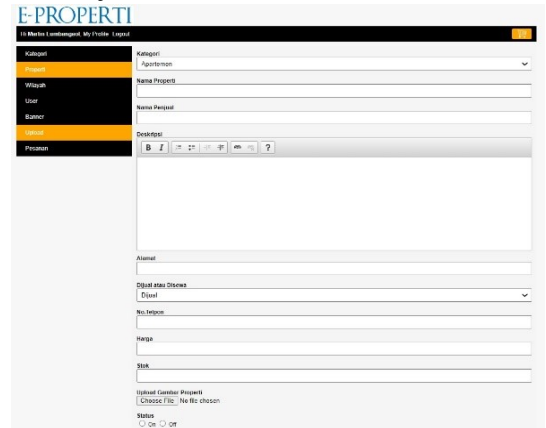 E-PROPERTI
Hi Martin Lumbangaol, My Profile Logout
Kategori
Properti
Wilayah
User
Banner
Upload
Pesanan
Kategori
Apartemen
Nama Properti
Nama Penjual
Deskripsi
B I ?
Alamat
Dijual atau Disewa
Dijual
No.Telpon
Harga
Stok
Upload Gambar Properti
Choose File No file chosen
Status
On Off